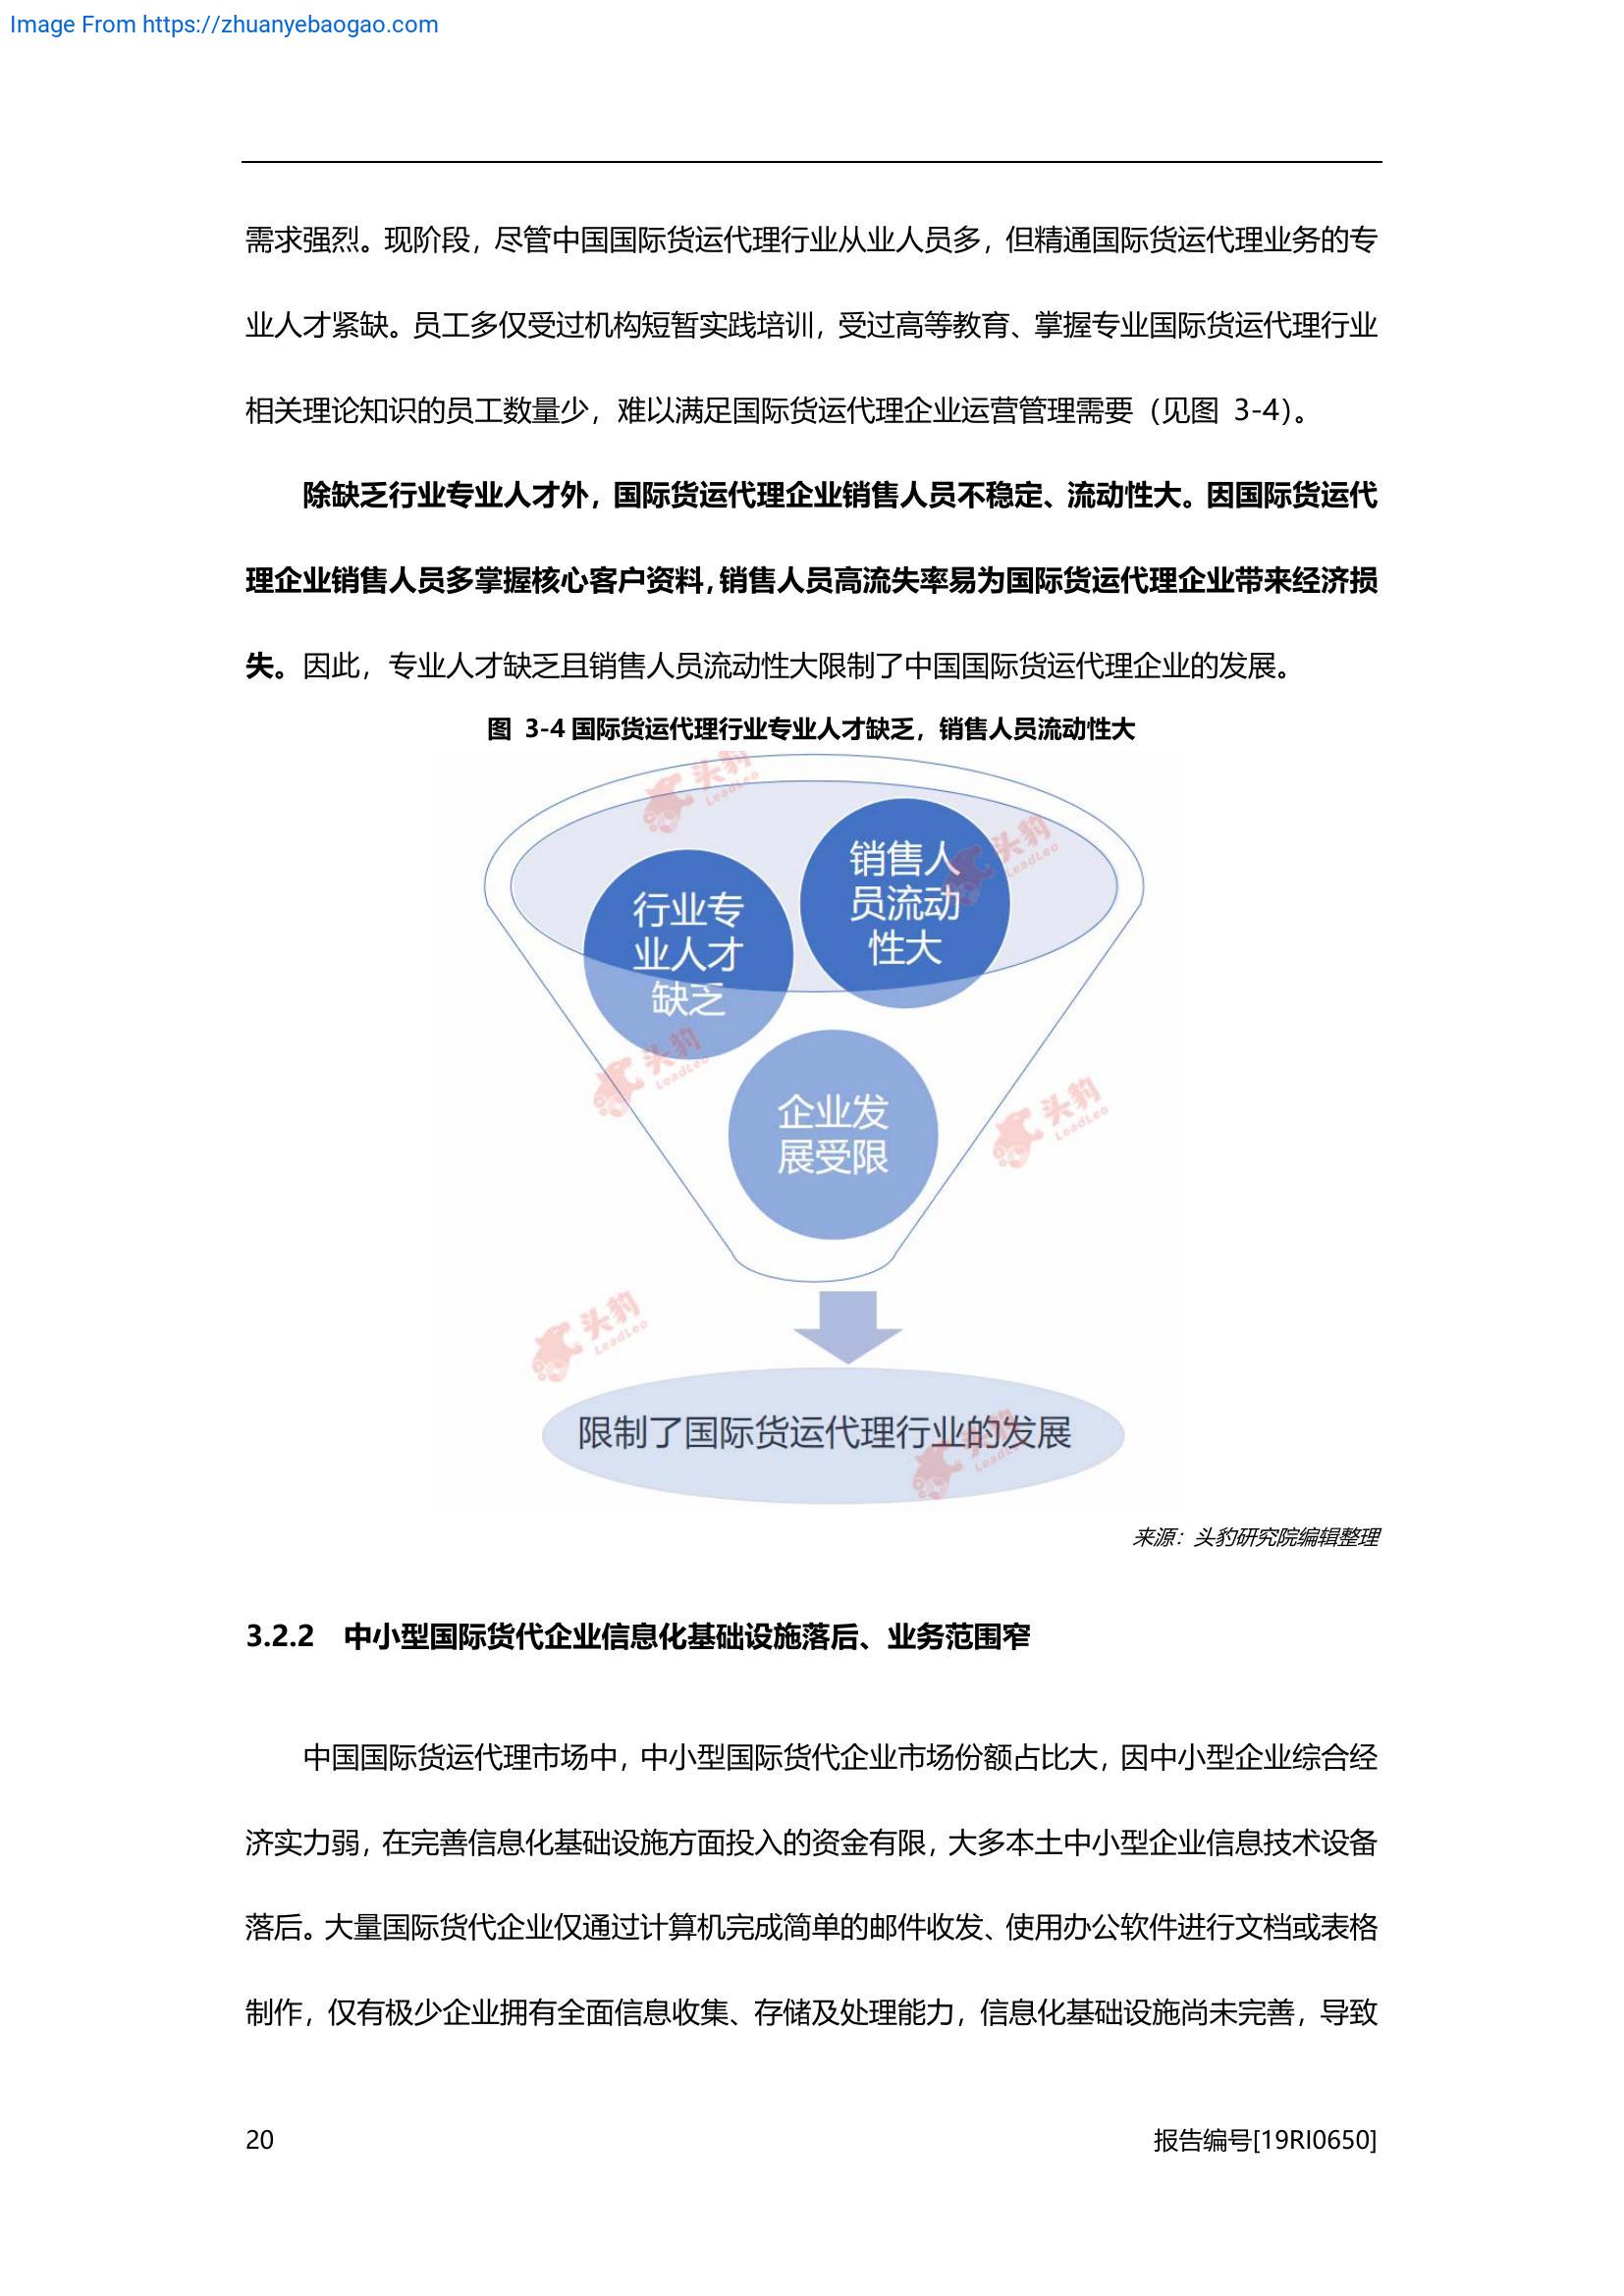 Image From https://zhuanyebaogao.com
需求强烈。现阶段，尽管中国国际货运代理行业从业人员多，但精通国际货运代理业务的专
业人才紧缺。员工多仅受过机构短暂实践培训，受过高等教育、掌握专业国际货运代理行业
相关理论知识的员工数量少，难以满足国际货运代理企业运营管理需要（见图 3-4）。
除缺乏行业专业人才外，国际货运代理企业销售人员不稳定、流动性大。因国际货运代
理企业销售人员多掌握核心客户资料，销售人员高流失率易为国际货运代理企业带来经济损
失。因此，专业人才缺乏且销售人员流动性大限制了中国国际货运代理企业的发展。
图 3-4 国际货运代理行业专业人才缺乏，销售人员流动性大
头豹
LeadLeo
销售人
员流动
性大
头豹
LeadLeo
行业专
业人才
缺乏
头豹
LeadLeo
企业发
展受限
头豹
LeadLeo
头豹
LeadLeo
限制了国际货运代理行业的发展
头豹
LeadLeo
来源：头豹研究院编辑整理
3.2.2 中小型国际货代企业信息化基础设施落后、业务范围窄
中国国际货运代理市场中，中小型国际货代企业市场份额占比大，因中小型企业综合经
济实力弱，在完善信息化基础设施方面投入的资金有限，大多本土中小型企业信息技术设备
落后。大量国际货代企业仅通过计算机完成简单的邮件收发、使用办公软件进行文档或表格
制作，仅有极少企业拥有全面信息收集、存储及处理能力，信息化基础设施尚未完善，导致
20
报告编号[19RI0650]